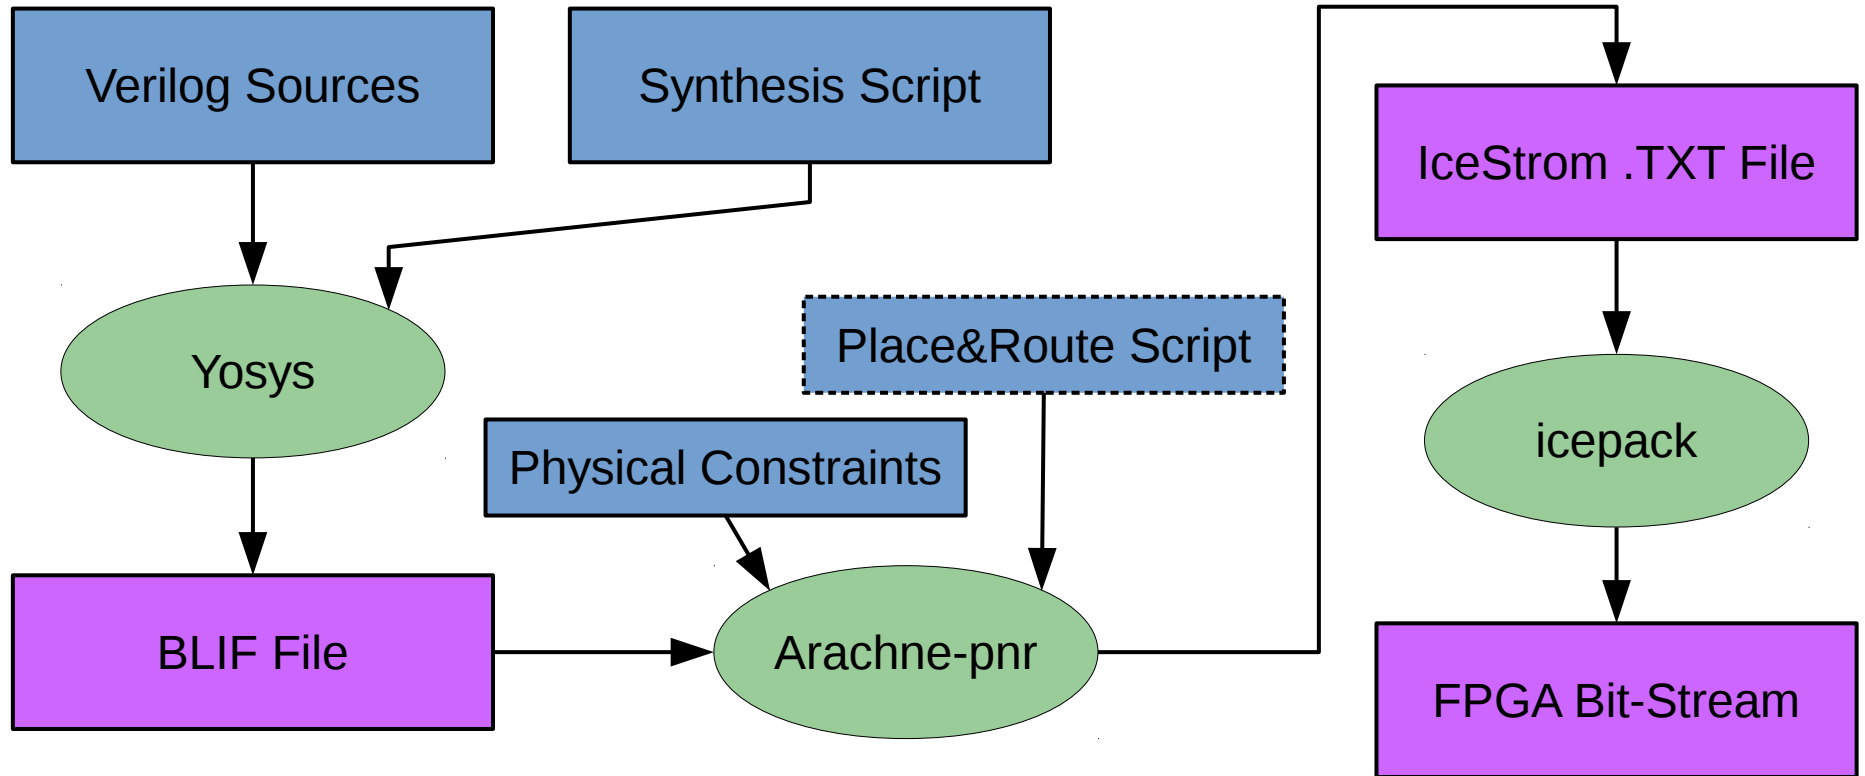 Verilog Sources
Synthesis Script
IceStrom .TXT File
Place&Route Script
Yosys
Physical Constraints
icepack
BLIF File
Arachne-pnr
FPGA Bit-Stream